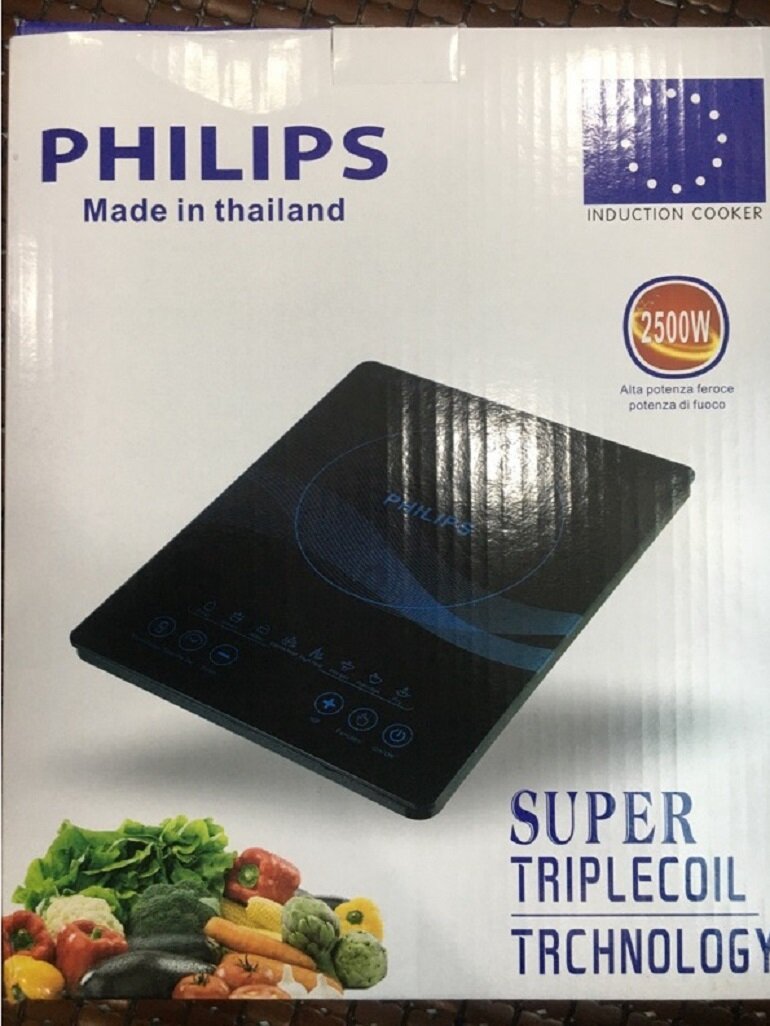 PHILIPS
Made in thailand
INDUCTION COOKER
2500W
Alta potenza feroce
potenza di fuoco
PHILIPS
SUPER
TRIPLECOIL
TRCHNOLOGY